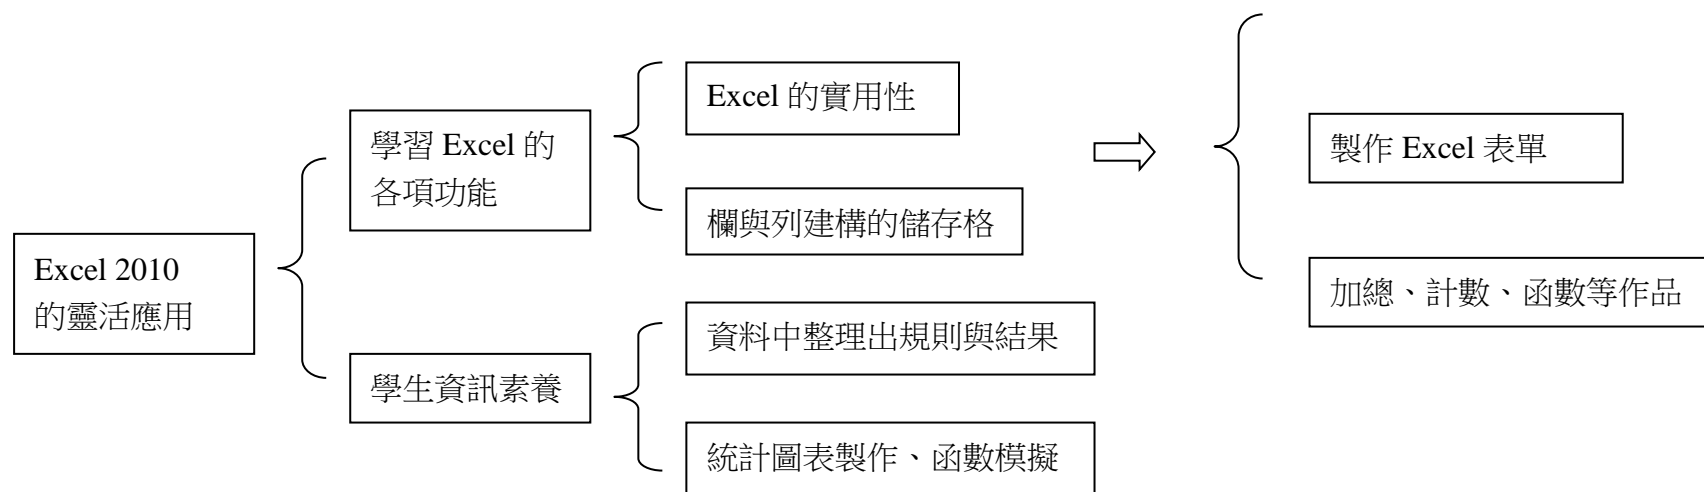 Excel 2010
的靈活應用
學習 Excel 的
各項功能
學生資訊素養
Excel 的實用性
欄與列建構的儲存格
資料中整理出規則與結果
統計圖表製作、函數模擬
製作 Excel 表單
加總、計數、函數等作品